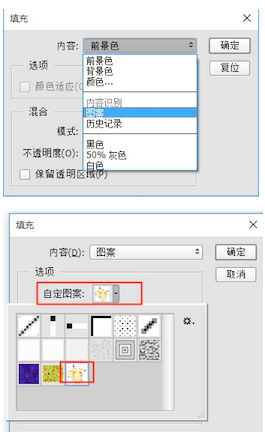 填充
内容: 前景色
确定
前景色
背景色
颜色...
内容识别
图案
历史记录
黑色
50% 灰色
白色
复位
选项
颜色适应(C
混合
模式:
不透明度(O):
保留透明区域(P)
填充
内容(D): 图案
确定
取消
选项
自定图案: